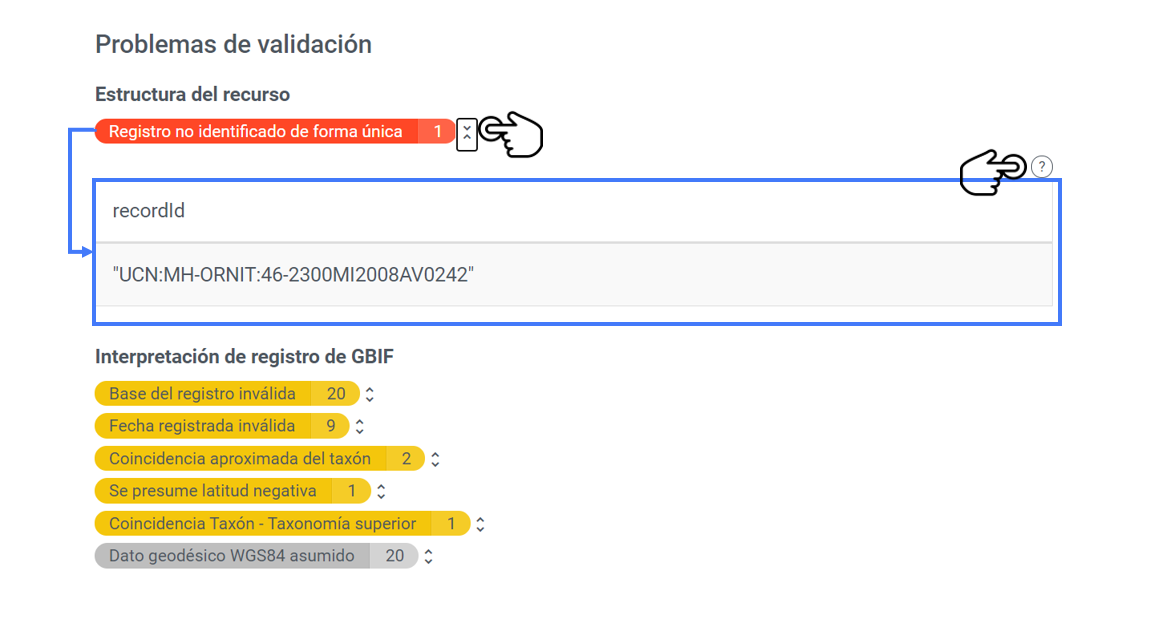 Problemas de validación
Estructura del recurso
Registro no identificado de forma única 1
?
recordId
"UCN:MH-ORNIT:46-2300MI2008AV0242"
Interpretación de registro de GBIF
Base del registro inválida 20
Fecha registrada inválida 9
Coincidencia aproximada del taxón 2
Se presume latitud negativa 1
Coincidencia Taxón - Taxonomía superior 1
Dato geodésico WGS84 asumido 20